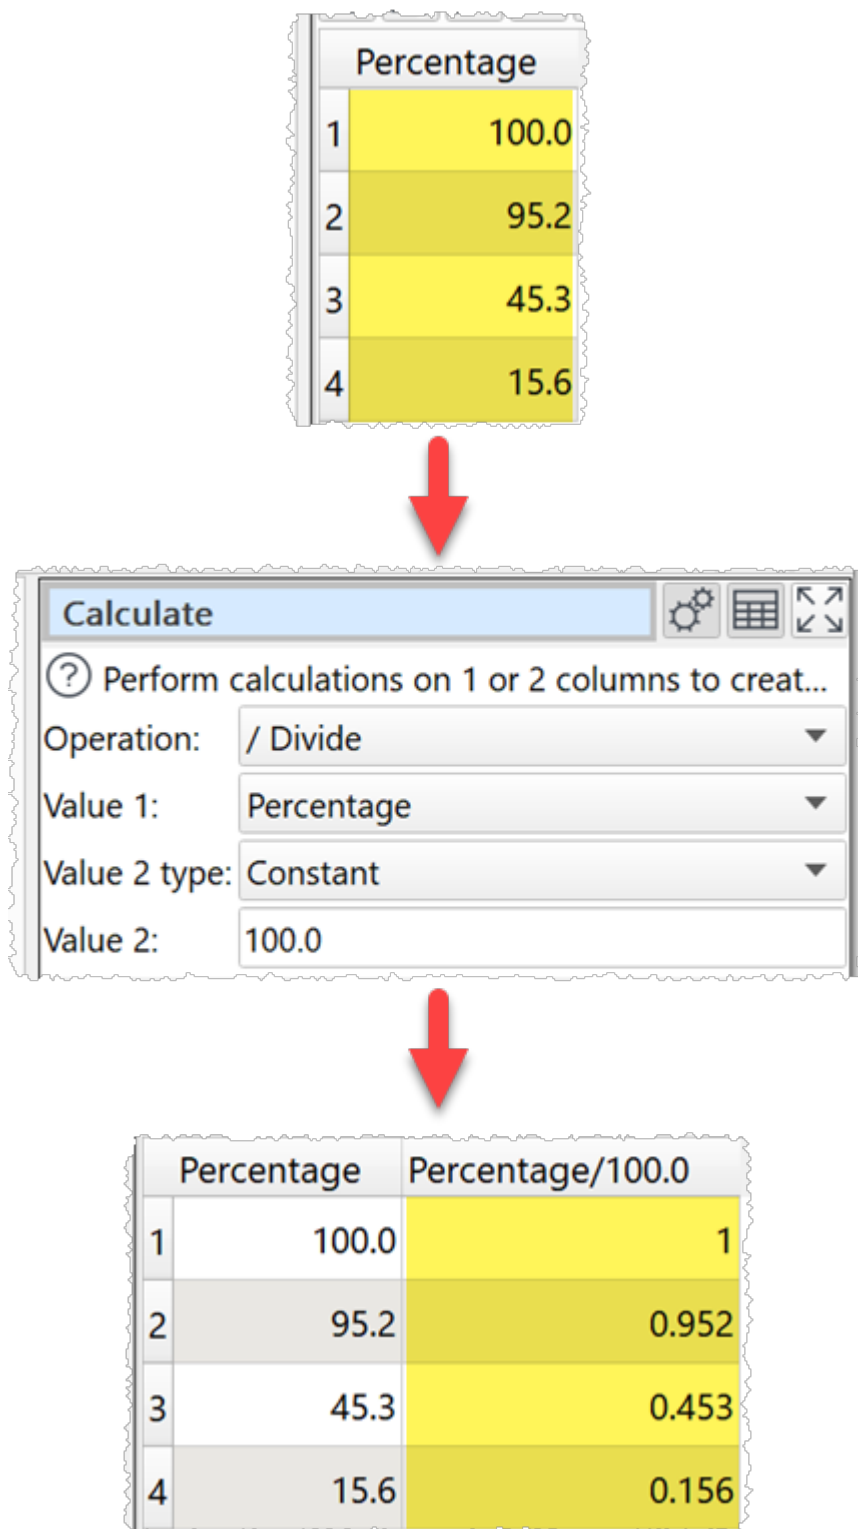 Percentage
1 100.0
2 95.2
3 45.3
4 15.6
Calculate
? Perform calculations on 1 or 2 columns to creat...
Operation: / Divide
Value 1: Percentage
Value 2 type: Constant
Value 2: 100.0
Percentage Percentage/100.0
1 100.0 1
2 95.2 0.952
3 45.3 0.453
4 15.6 0.156